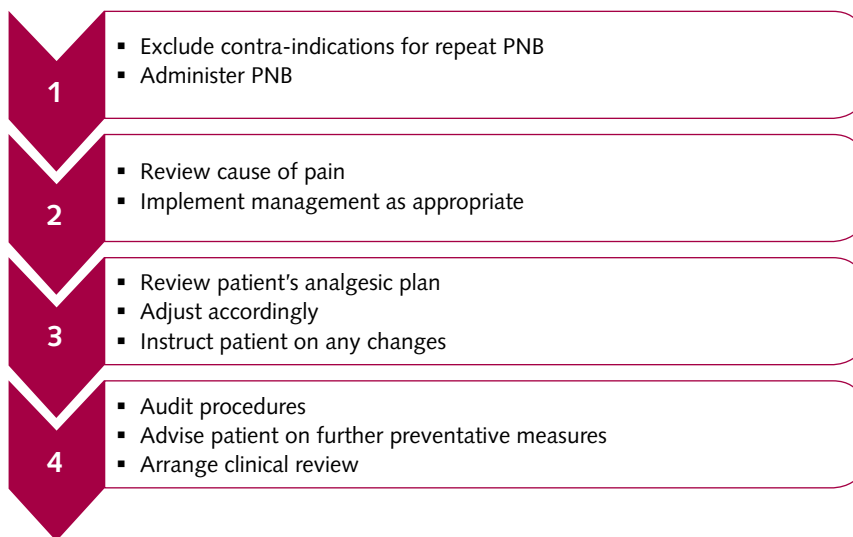 1
▪ Exclude contra-indications for repeat PNB
▪ Administer PNB
2
▪ Review cause of pain
▪ Implement management as appropriate
3
▪ Review patient's analgesic plan
▪ Adjust accordingly
▪ Instruct patient on any changes
4
▪ Audit procedures
▪ Advise patient on further preventative measures
▪ Arrange clinical review